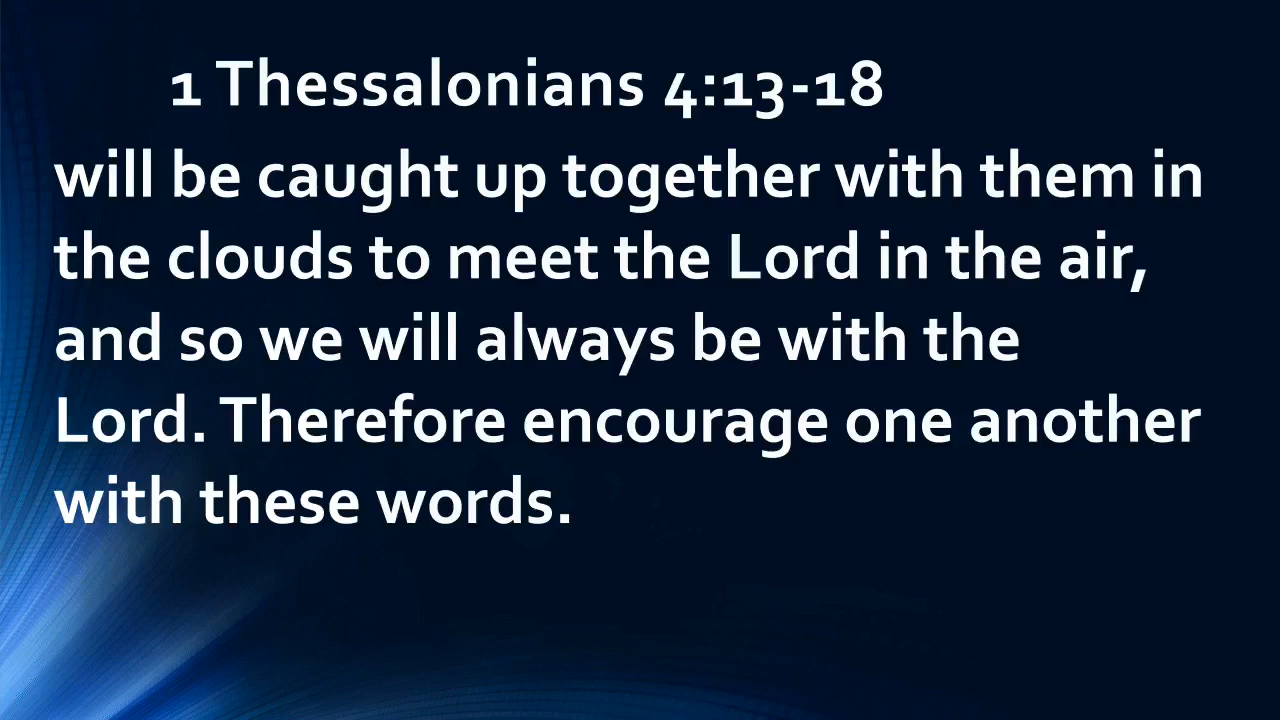 1 Thessalonians 4:13-18
will be caught up together with them in
the clouds to meet the Lord in the air,
and so we will always be with the
Lord. Therefore encourage one another
with these words.